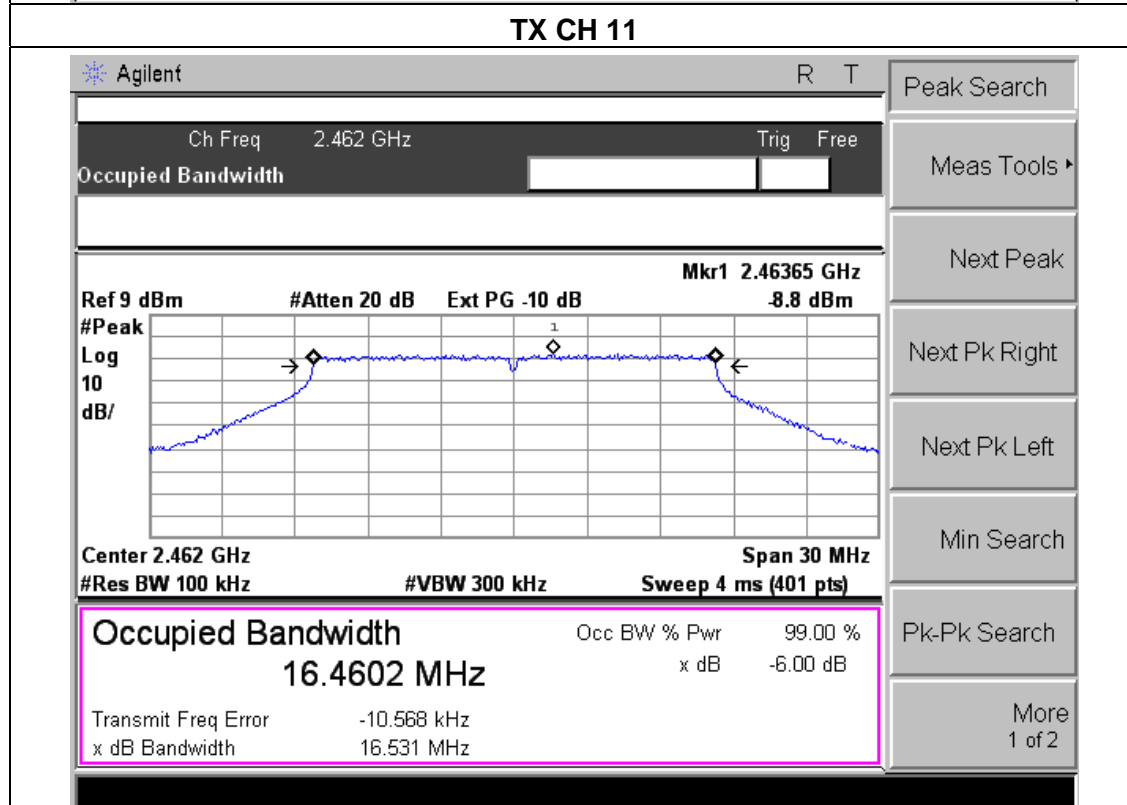 TX CH 11
Agilent R T
Peak Search
Ch Freq 2.462 GHz Trig Free
Occupied Bandwidth
Meas Tools
Next Peak
Mkr1 2.46365 GHz
Ref 9 dBm #Atten 20 dB Ext PG -10 dB -8.8 dBm
#Peak
Log
10
dB/
1
Next Pk Right
Next Pk Left
Min Search
Center 2.462 GHz Span 30 MHz
#Res BW 100 kHz #VBW 300 kHz Sweep 4 ms (401 pts)
Occupied Bandwidth Occ BW % Pwr 99.00 %
16.4602 MHz x dB -6.00 dB
Transmit Freq Error -10.568 kHz
x dB Bandwidth 16.531 MHz
Pk-Pk Search
More
1 of 2